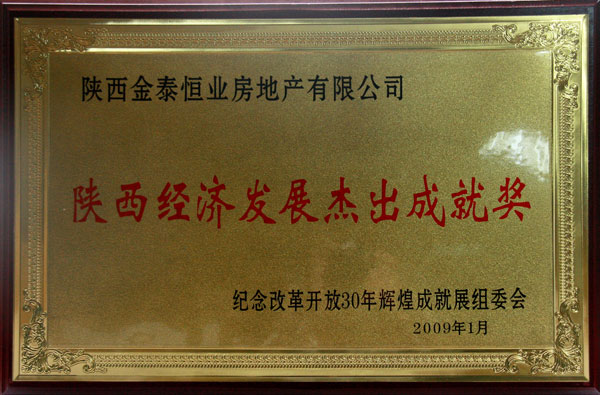 陕西金泰恒业房地产有限公司
陕西经济发展杰出成就奖
纪念改革开放30年辉煌成就展组委会
2009年1月